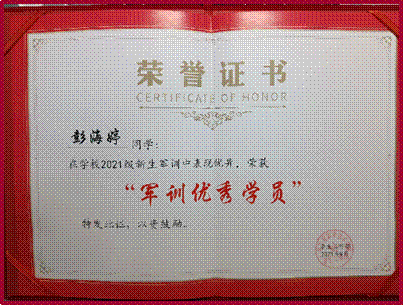 荣誉证书
CERTIFICATE OF HONOR
彭海婷 同学：
在学校2021级新生军训中表现优异，荣获
“军训优秀学员”
特发此证，以资鼓励。